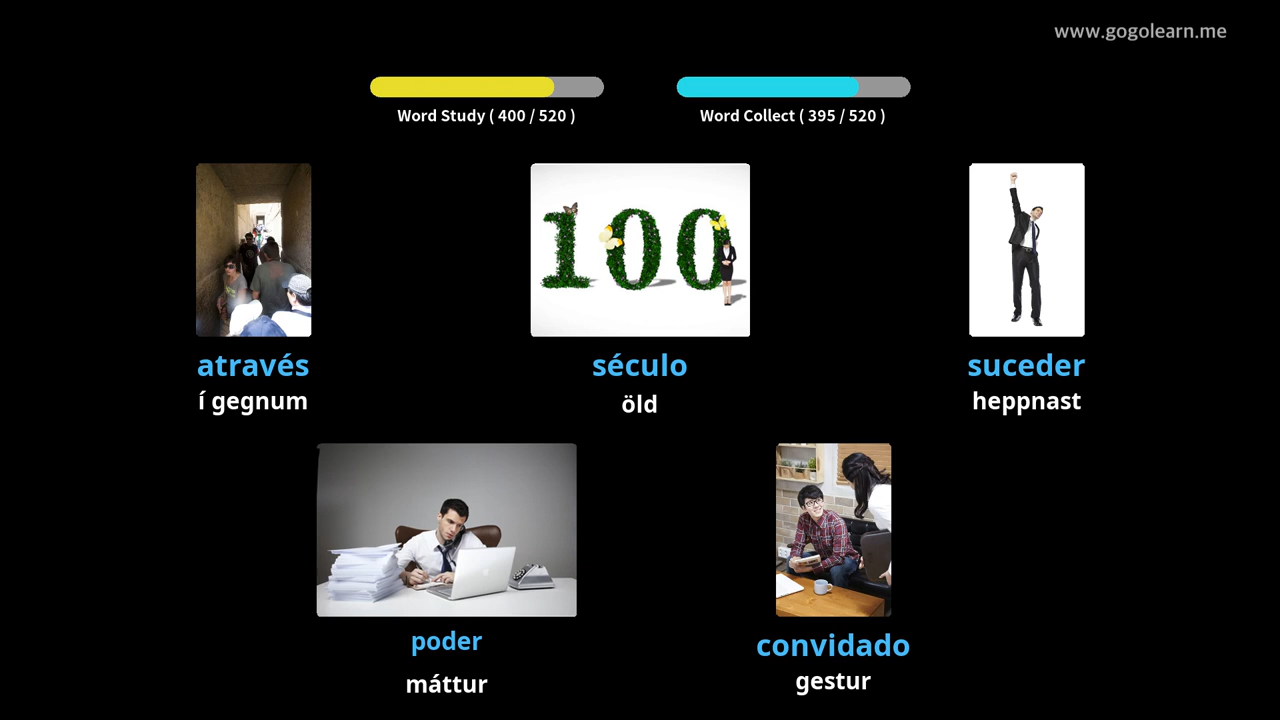 www.gogolearn.me
Word Study ( 400 / 520 )
Word Collect ( 395 / 520 )
100
através
í gegnum
século
öld
suceder
heppnast
poder
máttur
convidado
gestur